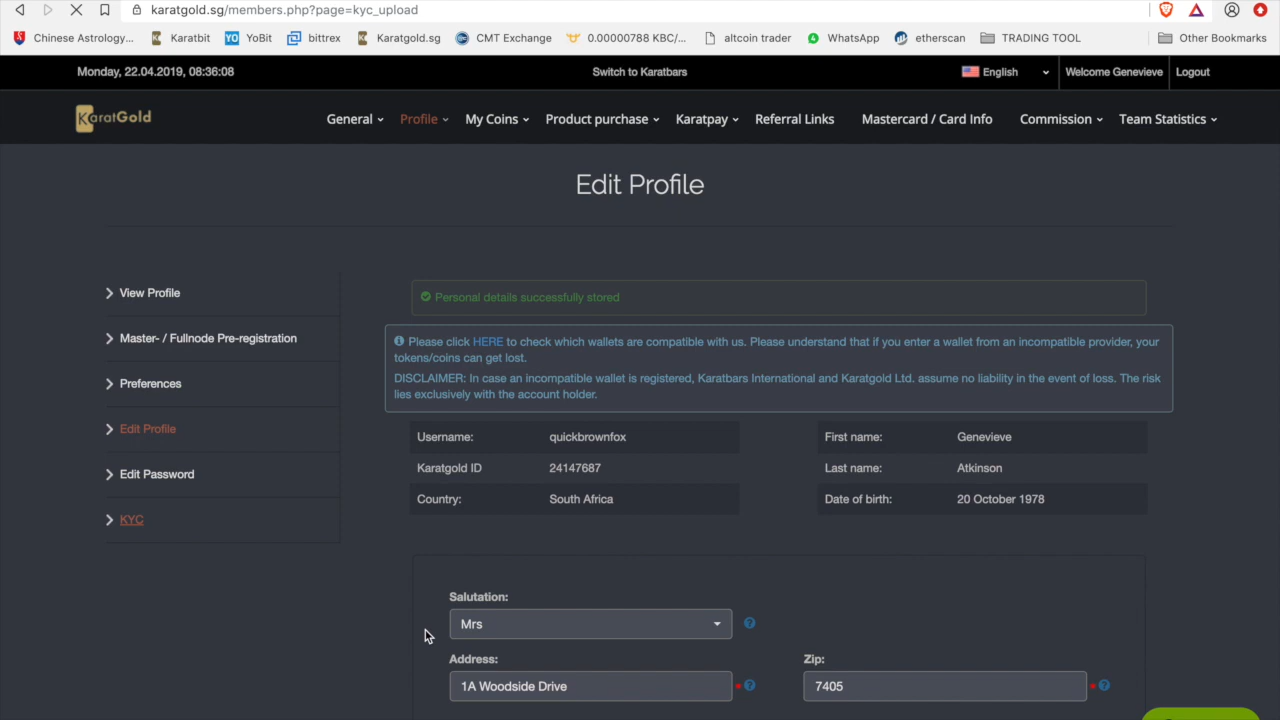 karatgold.sg/members.php?page=kyc_upload
Chinese Astrology... Karatbit YoBit bittrex Karatgold.sg CMT Exchange 0.00000788 KBC/... altcoin trader WhatsApp etherscan TRADING TOOL Other Bookmarks
Monday, 22.04.2019, 08:36:08 Switch to Karatbars English Welcome Genevieve Logout
KaratGold General Profile My Coins Product purchase Karatpay Referral Links Mastercard / Card Info Commission Team Statistics
Edit Profile
View Profile
Master- / Fullnode Pre-registration
Preferences
Edit Profile
Edit Password
KYC
Personal details successfully stored
Please click HERE to check which wallets are compatible with us. Please understand that if you enter a wallet from an incompatible provider, your
tokens/coins can get lost.
DISCLAIMER: In case an incompatible wallet is registered, Karatbars International and Karatgold Ltd. assume no liability in the event of loss. The risk
lies exclusively with the account holder.
Username: quickbrownfox First name: Genevieve
Karatgold ID 24147687 Last name: Atkinson
Country: South Africa Date of birth: 20 October 1978
Salutation:
Mrs
Address: Zip:
1A Woodside Drive * 7405 *